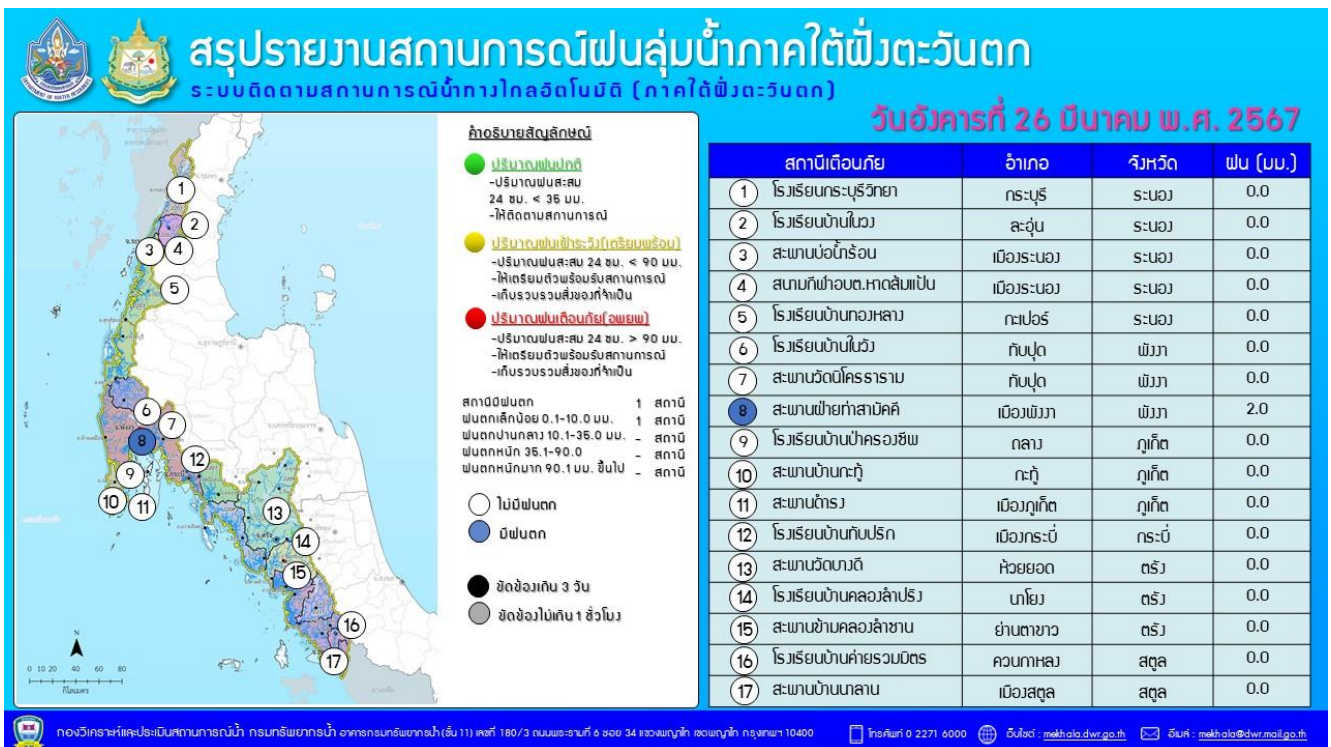 สรุปรายงานสถานการณ์ฝนลุ่มน้ำภาคใต้ฝั่งตะวันตก
ระบบติดตามสถานการณ์น้ำทางไกลอัตโนมัติ (ภาคใต้ฝั่งตะวันตก)
วันอังคารที่ 26 มีนาคม พ.ศ. 2567
1
2
3
4
5
6
7
8
9
10
11
12
13
14
15
16
17
N
0 10 20 40 60 80
กิโลเมตร
คำอธิบายสัญลักษณ์
ปริมาณฝนปกติ
-ปริมาณฝนสะสม
24 ชม. < 35 มม.
-ให้ติดตามสถานการณ์
ปริมาณฝนเฝ้าระวัง(เตรียมพร้อม)
-ปริมาณฝนสะสม 24 ชม. < 90 มม.
-ให้เตรียมตัวพร้อมรับสถานการณ์
-เก็บรวบรวมสิ่งของที่จำเป็น
ปริมาณฝนเตือนภัย(อพยพ)
-ปริมาณฝนสะสม 24 ชม. > 90 มม.
-ให้เตรียมตัวพร้อมรับสถานการณ์
-เก็บรวบรวมสิ่งของที่จำเป็น
สถานีมีฝนตก 1 สถานี
ฝนตกเล็กน้อย 0.1-10.0 มม. 1 สถานี
ฝนตกปานกลาง 10.1-35.0 มม. - สถานี
ฝนตกหนัก 35.1-90.0 - สถานี
ฝนตกหนักมาก 90.1 มม. ขึ้นไป - สถานี
ไม่มีฝนตก
มีฝนตก
ขัดข้องเกิน 3 วัน
ขัดข้องไม่เกิน 1 ชั่วโมง
สถานีเตือนภัย อำเภอ จังหวัด ฝน (มม.)
1 โรงเรียนกระบุรีวิทยา กระบุรี ระนอง 0.0
2 โรงเรียนบ้านในวง ละอุ่น ระนอง 0.0
3 สะพานบ่อน้ำร้อน เมืองระนอง ระนอง 0.0
4 สนามกีฬาอบต.หาดส้มแป้น เมืองระนอง ระนอง 0.0
5 โรงเรียนบ้านทองหลาง กะเปอร์ ระนอง 0.0
6 โรงเรียนบ้านในวัง ทับปุด พังงา 0.0
7 สะพานวัดนิโครธาราม ทับปุด พังงา 0.0
8 สะพานฝ่ายท่าสามัคคี เมืองพังงา พังงา 2.0
9 โรงเรียนบ้านป่าครองชีพ ถลาง ภูเก็ต 0.0
10 สะพานบ้านกะทู้ กะทู้ ภูเก็ต 0.0
11 สะพานดำรง เมืองภูเก็ต ภูเก็ต 0.0
12 โรงเรียนบ้านทับปริก เมืองกระบี่ กระบี่ 0.0
13 สะพานวัดบางดี ห้วยยอด ตรัง 0.0
14 โรงเรียนบ้านคลองลำปริง นาโยง ตรัง 0.0
15 สะพานข้ามคลองลำชาน ย่านตาขาว ตรัง 0.0
16 โรงเรียนบ้านค่ายรวมมิตร ควนกาหลง สตูล 0.0
17 สะพานบ้านนาลาน เมืองสตูล สตูล 0.0
กองวิเคราะห์และประเมินสถานการณ์น้ำ กรมทรัพยากรน้ำ อาคารกรมทรัพยากรน้ำ(ชั้น 11) เลขที่ 180/3 ถนนพระรามที่ 6 ซอย 34 แขวงพญาไท เขตพญาไท กรุงเทพฯ 10400 โทรศัพท์ 0 2271 6000 เว็บไซต์ : mekhala.dwr.go.th อีเมล์ : mekhala@dwr.mail.go.th